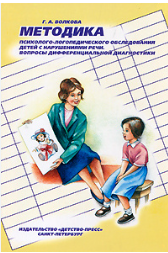 Г. А. ВОЛКОВА
МЕТОДИКА
ПСИХОЛОГО-ЛОГОПЕДИЧЕСКОГО ОБСЛЕДОВАНИЯ
ДЕТЕЙ С НАРУШЕНИЯМИ РЕЧИ.
ВОПРОСЫ ДИФФЕРЕНЦИАЛЬНОЙ ДИАГНОСТИКИ
ИЗДАТЕЛЬСТВО «ДЕТСТВО-ПРЕСС»
САНКТ-ПЕТЕРБУРГ